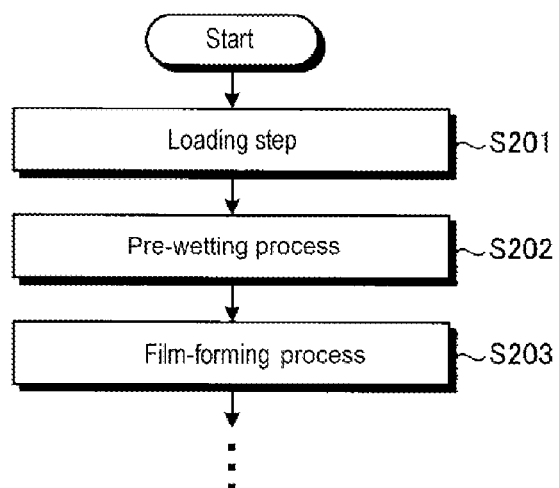 Start
Loading step
S201
Pre-wetting process
S202
Film-forming process
S203